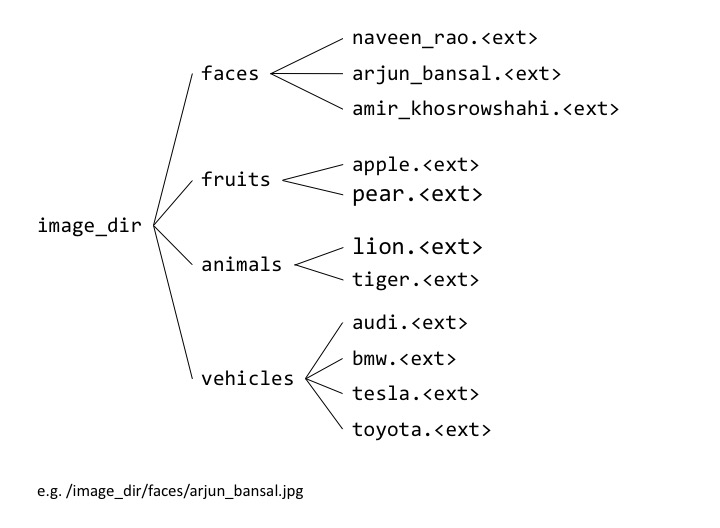 naveen_rao.<ext>
faces
arjun_bansal.<ext>
amir_khosrowshahi.<ext>
apple.<ext>
fruits
pear.<ext>
image_dir
lion.<ext>
animals
tiger.<ext>
audi.<ext>
bmw.<ext>
vehicles
tesla.<ext>
toyota.<ext>
e.g. /image_dir/faces/arjun_bansal.jpg